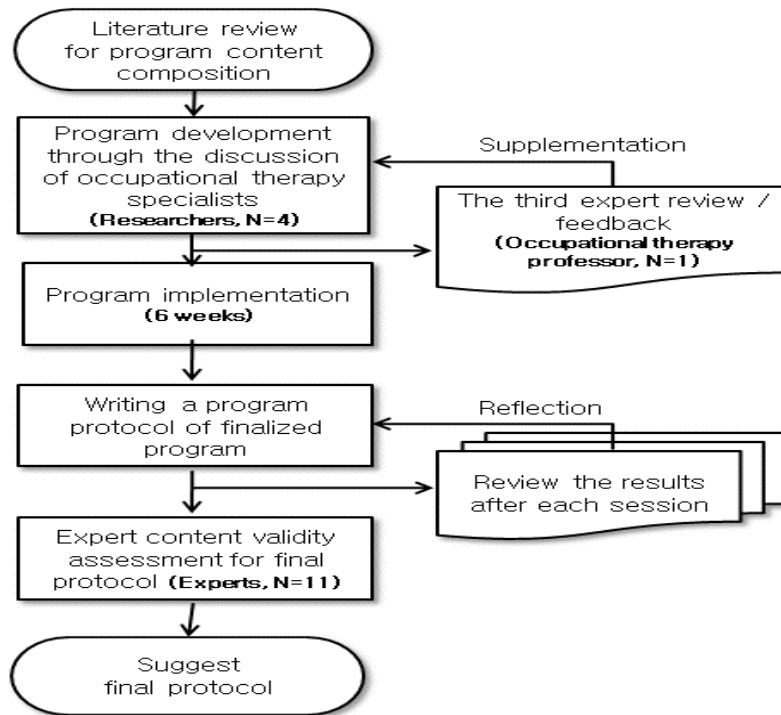 Literature review
for program content
composition
Program development
through the discussion
of occupational therapy
specialists
(Researchers, N=4)
Supplementation
The third expert review /
feedback
(Occupational therapy
professor, N=1)
Program implementation
(6 weeks)
Writing a program
protocol of finalized
program
Reflection
Review the results
after each session
Expert content validity
assessment for final
protocol (Experts, N=11)
Suggest
final protocol